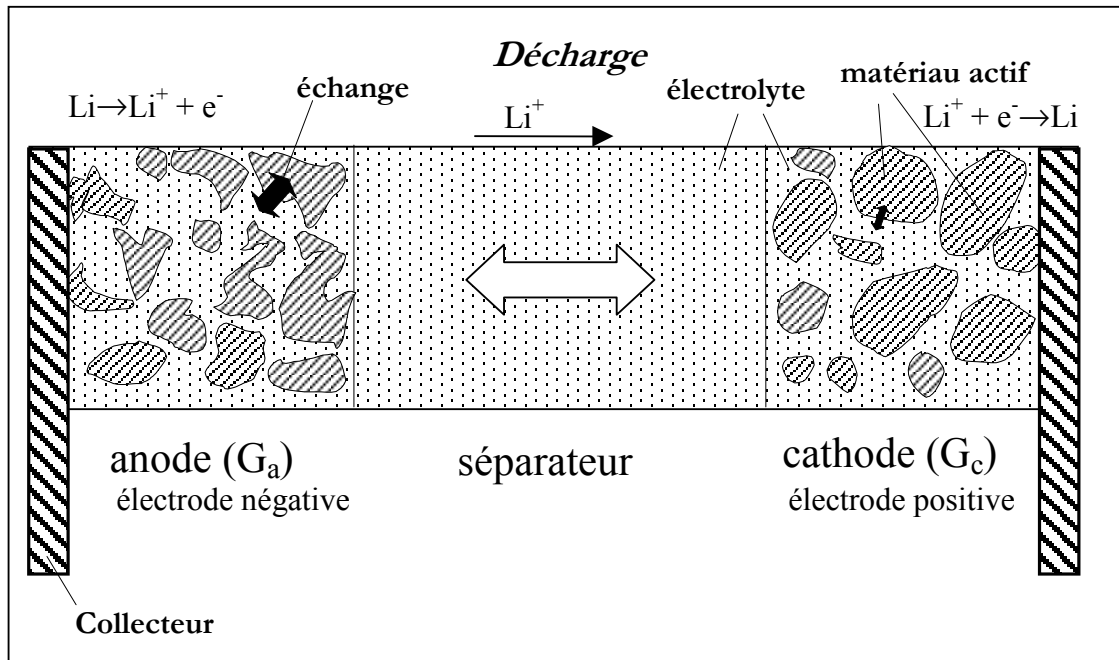 Décharge
échange
matériau actif
électrolyte
Li→Li⁺ + e⁻
Li⁺
Li⁺ + e⁻→Li
anode (Gₐ)
électrode négative
séparateur
cathode (G꜀)
électrode positive
Collecteur